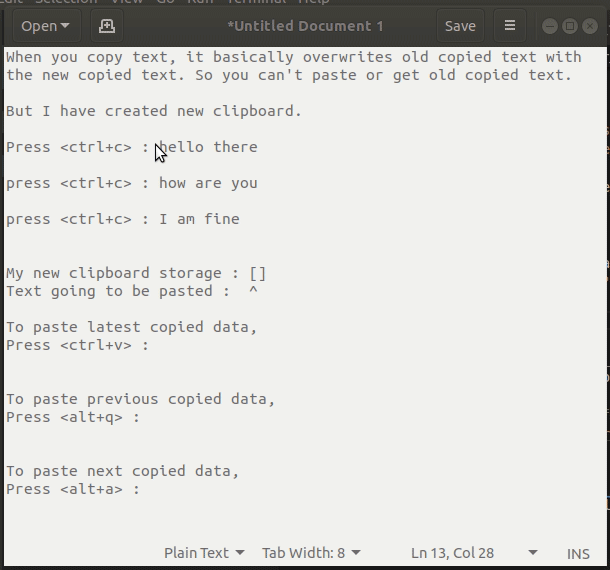 Edit Selection View Go Run Terminal Help
Open *Untitled Document 1 Save
When you copy text, it basically overwrites old copied text with
the new copied text. So you can't paste or get old copied text.
But I have created new clipboard.
Press <ctrl+c> : hello there
press <ctrl+c> : how are you
press <ctrl+c> : I am fine
My new clipboard storage : []
Text going to be pasted :  ^
To paste latest copied data,
Press <ctrl+v> :
To paste previous copied data,
Press <alt+q> :
To paste next copied data,
Press <alt+a> :
Plain Text Tab Width: 8 Ln 13, Col 28 INS